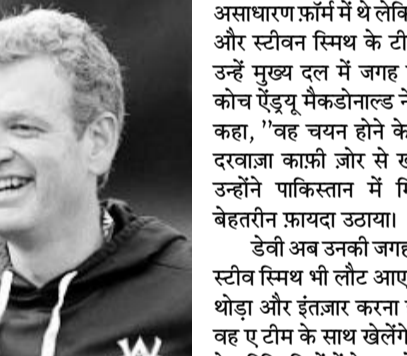 असाधारण फ़ॉर्म में थे लेकि
और स्टीवन स्मिथ के टी
उन्हें मुख्य दल में जगह
कोच ऐंड्रयू मैकडोनाल्ड ने
कहा, "वह चयन होने के
दरवाज़ा काफ़ी ज़ोर से
उन्होंने पाकिस्तान में
बेहतरीन फ़ायदा उठाया।
डेवी अब उनकी जगह
स्टीव स्मिथ भी लौट आए
थोड़ा और इंतज़ार करना
वह ए टीम के साथ खेलेंगे